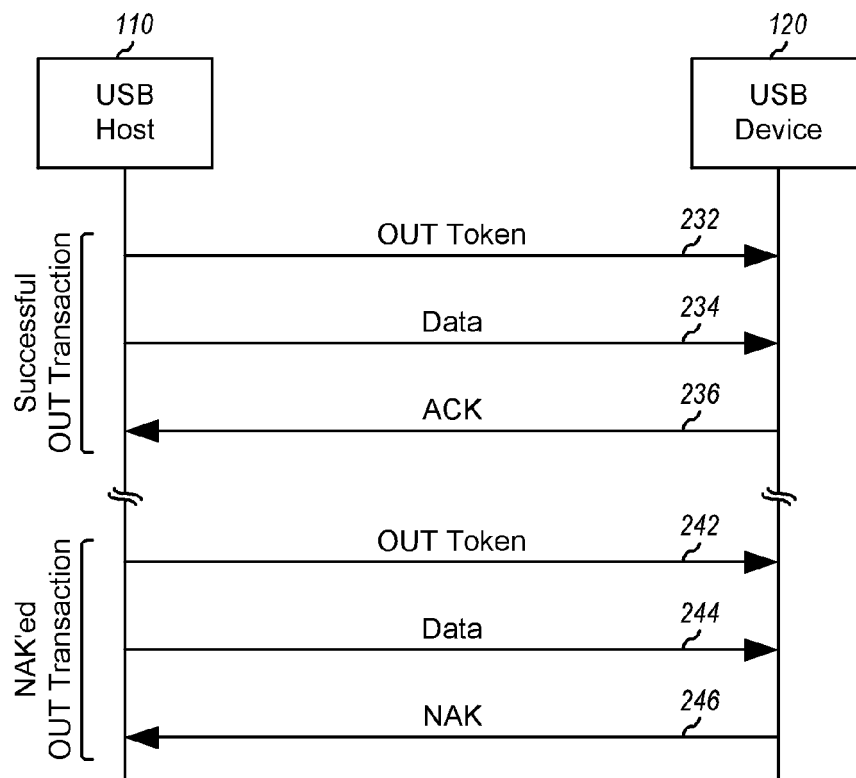 110
120
USB
Host
USB
Device
Successful
OUT Transaction
OUT Token
232
Data
234
ACK
236
NAK'ed
OUT Transaction
OUT Token
242
Data
244
NAK
246